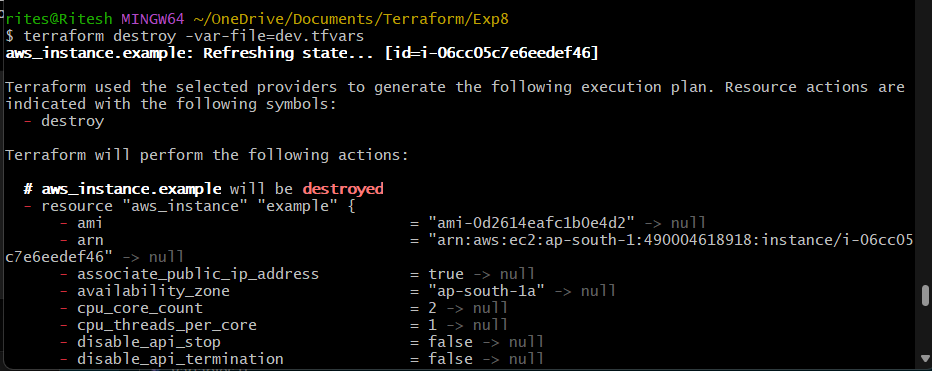 rites@Ritesh MINGW64 ~/OneDrive/Documents/Terraform/Exp8
$ terraform destroy -var-file=dev.tfvars
aws_instance.example: Refreshing state... [id=i-06cc05c7e6eedef46]
Terraform used the selected providers to generate the following execution plan. Resource actions are
indicated with the following symbols:
- destroy
Terraform will perform the following actions:
# aws_instance.example will be destroyed
- resource "aws_instance" "example" {
- ami = "ami-0d2614eafc1b0e4d2" -> null
- arn = "arn:aws:ec2:ap-south-1:490004618918:instance/i-06cc05
c7e6eedef46" -> null
- associate_public_ip_address = true -> null
- availability_zone = "ap-south-1a" -> null
- cpu_core_count = 2 -> null
- cpu_threads_per_core = 1 -> null
- disable_api_stop = false -> null
- disable_api_termination = false -> null